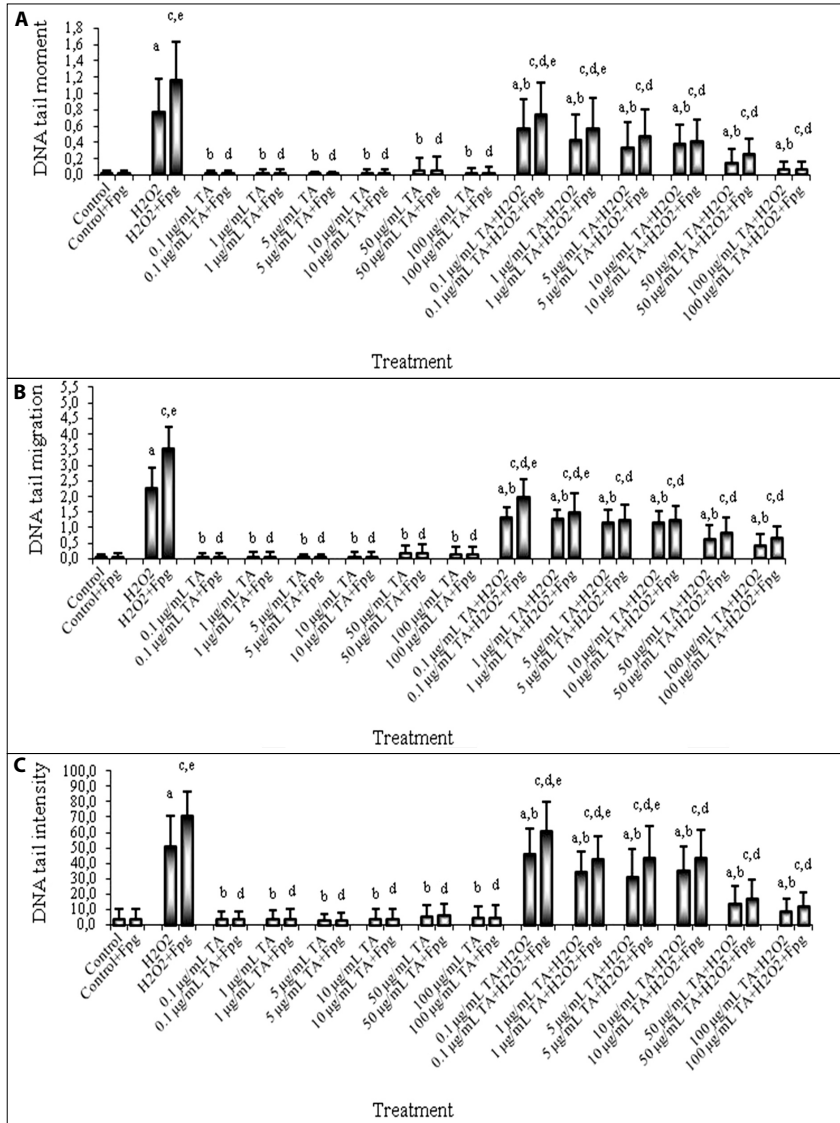 A
DNA tail moment
1,8
1,6
1,4
1,2
1,0
0,8
0,6
0,4
0,2
0,0
a
c,e
b
d
b
d
b
d
b
d
b
d
b
d
a,b
c,d,e
a,b
c,d,e
a,b
c,d
a,b
c,d
a,b
c,d
a,b
c,d
Control
Control+Fpg
H2O2
H2O2+Fpg
0.1 µg/mL TA
0.1 µg/mL TA+Fpg
1 µg/mL TA
1 µg/mL TA+Fpg
5 µg/mL TA
5 µg/mL TA+Fpg
10 µg/mL TA
10 µg/mL TA+Fpg
50 µg/mL TA
50 µg/mL TA+Fpg
100 µg/mL TA
100 µg/mL TA+Fpg
0.1 µg/mL TA+H2O2
0.1 µg/mL TA+H2O2+Fpg
1 µg/mL TA+H2O2
1 µg/mL TA+H2O2+Fpg
5 µg/mL TA+H2O2
5 µg/mL TA+H2O2+Fpg
10 µg/mL TA+H2O2
10 µg/mL TA+H2O2+Fpg
50 µg/mL TA+H2O2
50 µg/mL TA+H2O2+Fpg
100 µg/mL TA+H2O2
100 µg/mL TA+H2O2+Fpg
Treatment
B
DNA tail migration
5,5
5,0
4,5
4,0
3,5
3,0
2,5
2,0
1,5
1,0
0,5
0,0
a
c,e
b
d
b
d
b
d
b
d
b
d
b
d
a,b
c,d,e
a,b
c,d,e
a,b
c,d
a,b
c,d
a,b
c,d
a,b
c,d
Control
Control+Fpg
H2O2
H2O2+Fpg
0.1 µg/mL TA
0.1 µg/mL TA+Fpg
1 µg/mL TA
1 µg/mL TA+Fpg
5 µg/mL TA
5 µg/mL TA+Fpg
10 µg/mL TA
10 µg/mL TA+Fpg
50 µg/mL TA
50 µg/mL TA+Fpg
100 µg/mL TA
100 µg/mL TA+Fpg
0.1 µg/mL TA+H2O2
0.1 µg/mL TA+H2O2+Fpg
1 µg/mL TA+H2O2
1 µg/mL TA+H2O2+Fpg
5 µg/mL TA+H2O2
5 µg/mL TA+H2O2+Fpg
10 µg/mL TA+H2O2
10 µg/mL TA+H2O2+Fpg
50 µg/mL TA+H2O2
50 µg/mL TA+H2O2+Fpg
100 µg/mL TA+H2O2
100 µg/mL TA+H2O2+Fpg
Treatment
C
DNA tail intensity
100,0
90,0
80,0
70,0
60,0
50,0
40,0
30,0
20,0
10,0
0,0
a
c,e
b
d
b
d
b
d
b
d
b
d
b
d
a,b
c,d,e
a,b
c,d,e
a,b
c,d,e
a,b
c,d
a,b
c,d
a,b
c,d
Control
Control+Fpg
H2O2
H2O2+Fpg
0.1 µg/mL TA
0.1 µg/mL TA+Fpg
1 µg/mL TA
1 µg/mL TA+Fpg
5 µg/mL TA
5 µg/mL TA+Fpg
10 µg/mL TA
10 µg/mL TA+Fpg
50 µg/mL TA
50 µg/mL TA+Fpg
100 µg/mL TA
100 µg/mL TA+Fpg
0.1 µg/mL TA+H2O2
0.1 µg/mL TA+H2O2+Fpg
1 µg/mL TA+H2O2
1 µg/mL TA+H2O2+Fpg
5 µg/mL TA+H2O2
5 µg/mL TA+H2O2+Fpg
10 µg/mL TA+H2O2
10 µg/mL TA+H2O2+Fpg
50 µg/mL TA+H2O2
50 µg/mL TA+H2O2+Fpg
100 µg/mL TA+H2O2
100 µg/mL TA+H2O2+Fpg
Treatment